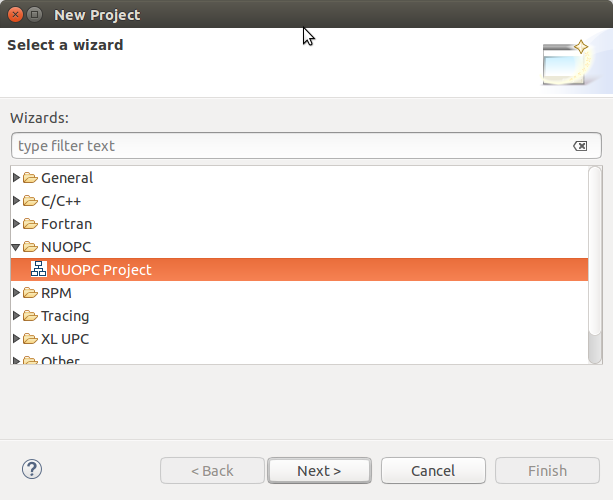 New Project
Select a wizard
Wizards:
type filter text
General
C/C++
Fortran
NUOPC
NUOPC Project
RPM
Tracing
XL UPC
Other
?
< Back
Next >
Cancel
Finish